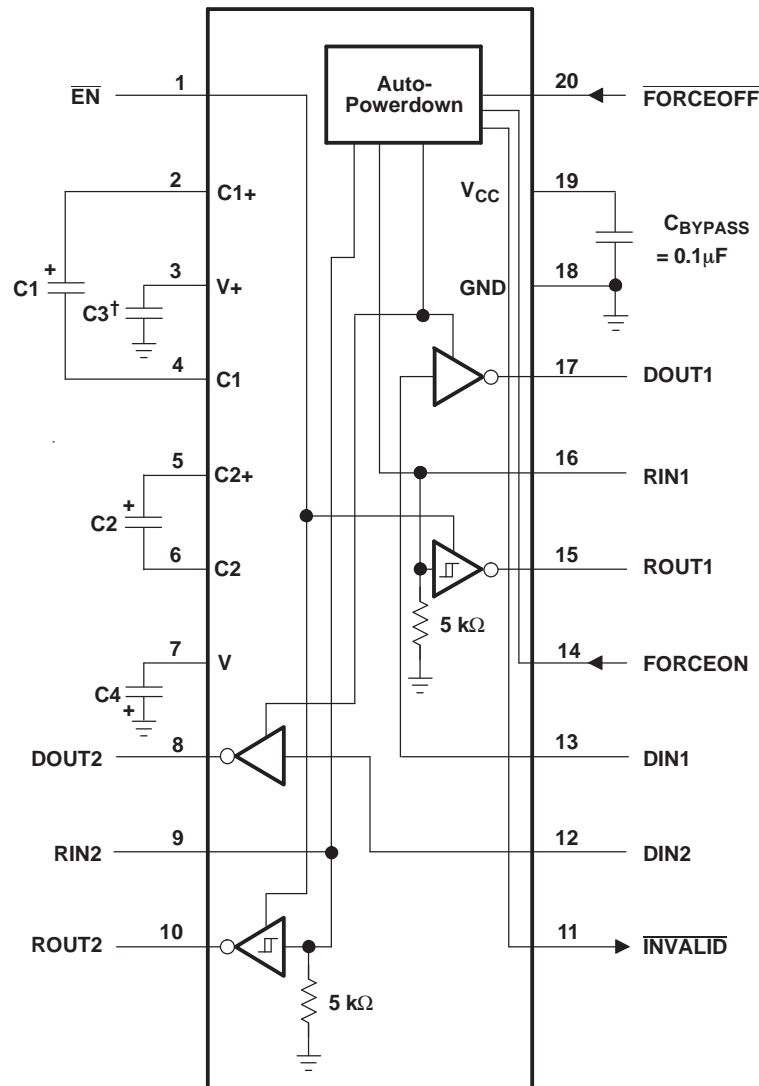 EN
1
Auto-
Powerdown
20
FORCEOFF
2
C1+
VCC
19
CBYPASS
= 0.1µF
C1
+
3
V+
C3†
GND
18
4
C1
17
DOUT1
5
C2+
16
RIN1
C2
+
6
C2
15
ROUT1
5 kΩ
7
V
14
FORCEON
C4
+
DOUT2
8
13
DIN1
RIN2
9
12
DIN2
ROUT2
10
11
INVALID
5 kΩ